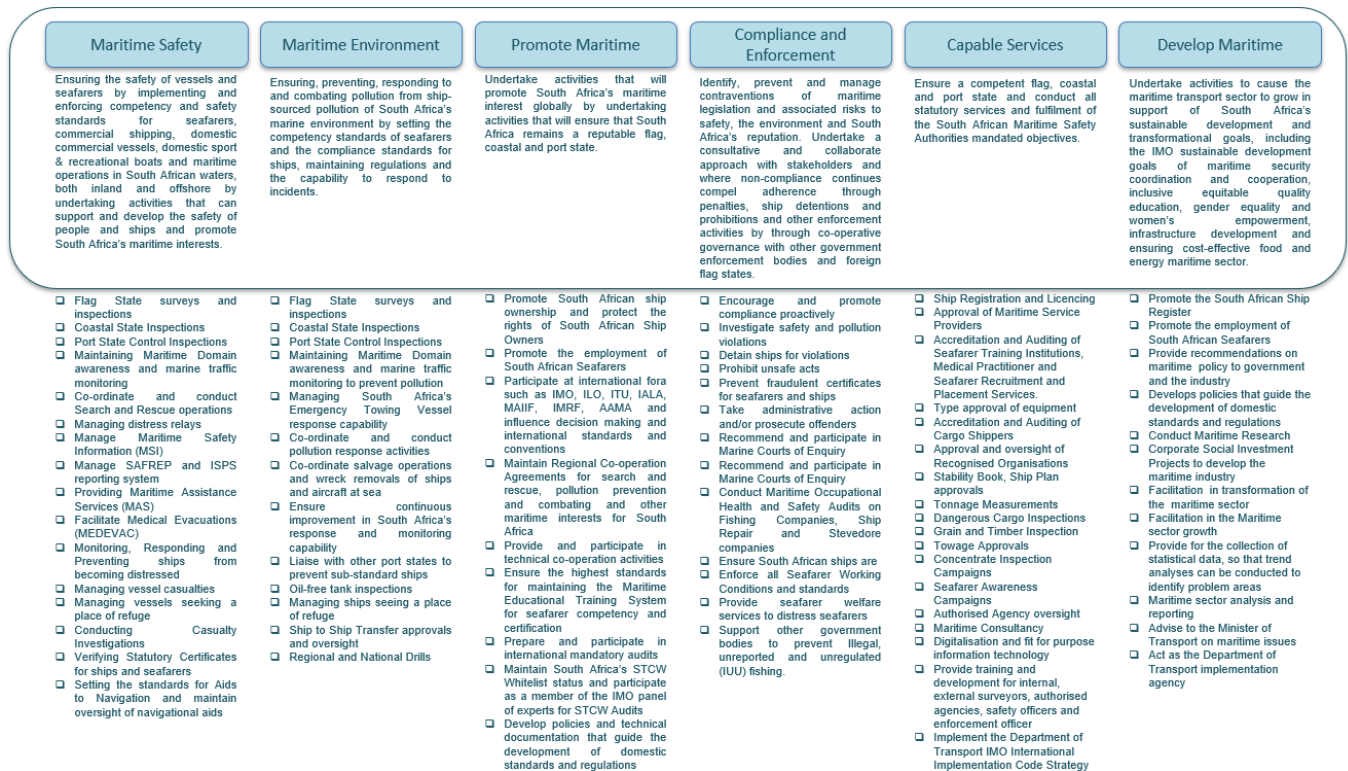 Maritime Safety
Ensuring the safety of vessels and
seafarers by implementing and
enforcing competency and safety
standards for seafarers,
commercial shipping, domestic
commercial vessels, domestic sport
& recreational boats and maritime
operations in South African waters,
both inland and offshore by
undertaking activities that can
support and develop the safety of
people and ships and promote
South Africa's maritime interests.
❑ Flag State surveys and
inspections
❑ Coastal State Inspections
❑ Port State Control Inspections
❑ Maintaining Maritime Domain
awareness and marine traffic
monitoring
❑ Co-ordinate and conduct
Search and Rescue operations
❑ Managing distress relays
❑ Manage Maritime Safety
Information (MSI)
❑ Manage SAFREP and ISPS
reporting system
❑ Providing Maritime Assistance
Services (MAS)
❑ Facilitate Medical Evacuations
(MEDEVAC)
❑ Monitoring, Responding and
Preventing ships from
becoming distressed
❑ Managing vessel casualties
❑ Managing vessels seeking a
place of refuge
❑ Conducting Casualty
Investigations
❑ Verifying Statutory Certificates
for ships and seafarers
❑ Setting the standards for Aids
to Navigation and maintain
oversight of navigational aids
Maritime Environment
Ensuring, preventing, responding to
and combating pollution from ship-
sourced pollution of South Africa's
marine environment by setting the
competency standards of seafarers
and the compliance standards for
ships, maintaining regulations and
the capability to respond to
incidents.
❑ Flag State surveys and
inspections
❑ Coastal State Inspections
❑ Port State Control Inspections
❑ Maintaining Maritime Domain
awareness and marine traffic
monitoring to prevent pollution
❑ Managing South Africa's
Emergency Towing Vessel
response capability
❑ Co-ordinate and conduct
pollution response activities
❑ Co-ordinate salvage operations
and wreck removals of ships
and aircraft at sea
❑ Ensure continuous
improvement in South Africa's
response and monitoring
capability
❑ Liaise with other port states to
prevent sub-standard ships
❑ Oil-free tank inspections
❑ Managing ships seeing a place
of refuge
❑ Ship to Ship Transfer approvals
and oversight
❑ Regional and National Drills
Promote Maritime
Undertake activities that will
promote South Africa's maritime
interest globally by undertaking
activities that will ensure that South
Africa remains a reputable flag,
coastal and port state.
❑ Promote South African ship
ownership and protect the
rights of South African Ship
Owners
❑ Promote the employment of
South African Seafarers
❑ Participate at international fora
such as IMO, ILO, ITU, IALA,
MAIIF, IMRF, AAMA and
influence decision making and
international standards and
conventions
❑ Maintain Regional Co-operation
Agreements for search and
rescue, pollution prevention
and combating and other
maritime interests for South
Africa
❑ Provide and participate in
technical co-operation activities
❑ Ensure the highest standards
for maintaining the Maritime
Educational Training System
for seafarer competency and
certification
❑ Prepare and participate in
international mandatory audits
❑ Maintain South Africa's STCW
Whitelist status and participate
as a member of the IMO panel
of experts for STCW Audits
❑ Develop policies and technical
documentation that guide the
development of domestic
standards and regulations
Compliance and
Enforcement
Identify, prevent and manage
contraventions of maritime
legislation and associated risks to
safety, the environment and South
Africa's reputation. Undertake a
consultative and collaborate
approach with stakeholders and
where non-compliance continues
compel adherence through
penalties, ship detentions and
prohibitions and other enforcement
activities by through co-operative
governance with other government
enforcement bodies and foreign
flag states.
❑ Encourage and promote
compliance proactively
❑ Investigate safety and pollution
violations
❑ Detain ships for violations
❑ Prohibit unsafe acts
❑ Prevent fraudulent certificates
for seafarers and ships
❑ Take administrative action
and/or prosecute offenders
❑ Recommend and participate in
Marine Courts of Enquiry
❑ Recommend and participate in
Marine Courts of Enquiry
❑ Conduct Maritime Occupational
Health and Safety Audits on
Fishing Companies, Ship
Repair and Stevedore
companies
❑ Ensure South African ships are
❑ Enforce all Seafarer Working
Conditions and standards
❑ Provide seafarer welfare
services to distress seafarers
❑ Support other government
bodies to prevent Illegal,
unreported and unregulated
(IUU) fishing.
Capable Services
Ensure a competent flag, coastal
and port state and conduct all
statutory services and fulfilment of
the South African Maritime Safety
Authorities mandated objectives.
❑ Ship Registration and Licencing
❑ Approval of Maritime Service
Providers
❑ Accreditation and Auditing of
Seafarer Training Institutions,
Medical Practitioner and
Seafarer Recruitment and
Placement Services.
❑ Type approval of equipment
❑ Accreditation and Auditing of
Cargo Shippers
❑ Approval and oversight of
Recognised Organisations
❑ Stability Book, Ship Plan
approvals
❑ Tonnage Measurements
❑ Dangerous Cargo Inspections
❑ Grain and Timber Inspection
❑ Towage Approvals
❑ Concentrate Inspection
Campaigns
❑ Seafarer Awareness
Campaigns
❑ Authorised Agency oversight
❑ Maritime Consultancy
❑ Digitalisation and fit for purpose
information technology
❑ Provide training and
development for internal,
external surveyors, authorised
agencies, safety officers and
enforcement officer
❑ Implement the Department of
Transport IMO International
Implementation Code Strategy
Develop Maritime
Undertake activities to cause the
maritime transport sector to grow in
support of South Africa's
sustainable development and
transformational goals, including
the IMO sustainable development
goals of maritime security
coordination and cooperation,
inclusive equitable quality
education, gender equality and
women's empowerment,
infrastructure development and
ensuring cost-effective food and
energy maritime sector.
❑ Promote the South African Ship
Register
❑ Promote the employment of
South African Seafarers
❑ Provide recommendations on
maritime policy to government
and the industry
❑ Develops policies that guide the
development of domestic
standards and regulations
❑ Conduct Maritime Research
❑ Corporate Social Investment
Projects to develop the
maritime industry
❑ Facilitation in transformation of
the maritime sector
❑ Facilitation in the Maritime
sector growth
❑ Provide for the collection of
statistical data, so that trend
analyses can be conducted to
identify problem areas
❑ Maritime sector analysis and
reporting
❑ Advise to the Minister of
Transport on maritime issues
❑ Act as the Department of
Transport implementation
agency